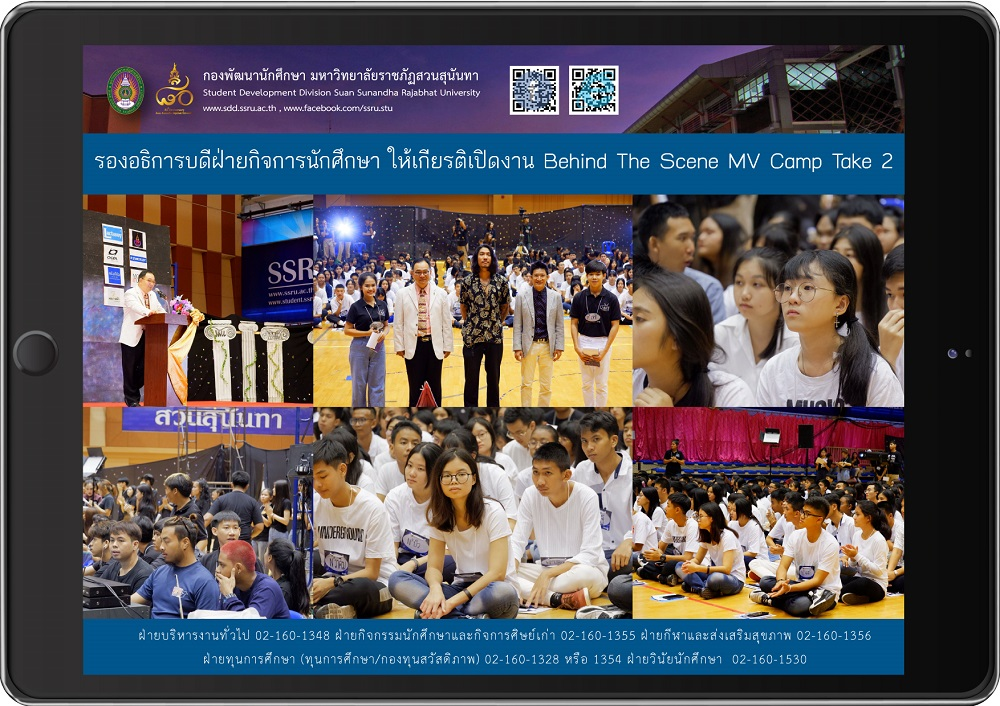 กองพัฒนานักศึกษา มหาวิทยาลัยราชภัฏสวนสุนันทา
Student Development Division Suan Sunandha Rajabhat University
www.sdd.ssru.ac.th , www.facebook.com/ssru.stu
รองอธิการบดีฝ่ายกิจการนักศึกษา ให้เกียรติเปิดงาน Behind The Scene MV Camp Take 2
SSR
www.ssru.ac.th
www.student.ssr
สวนสุนันทา
ฝ่ายบริหารงานทั่วไป 02-160-1348 ฝ่ายกิจกรรมนักศึกษาและกิจการศิษย์เก่า 02-160-1355 ฝ่ายกีฬาและส่งเสริมสุขภาพ 02-160-1356
ฝ่ายทุนการศึกษา (ทุนการศึกษา/กองทุนสวัสดิภาพ) 02-160-1328 หรือ 1354 ฝ่ายวินัยนักศึกษา 02-160-1530